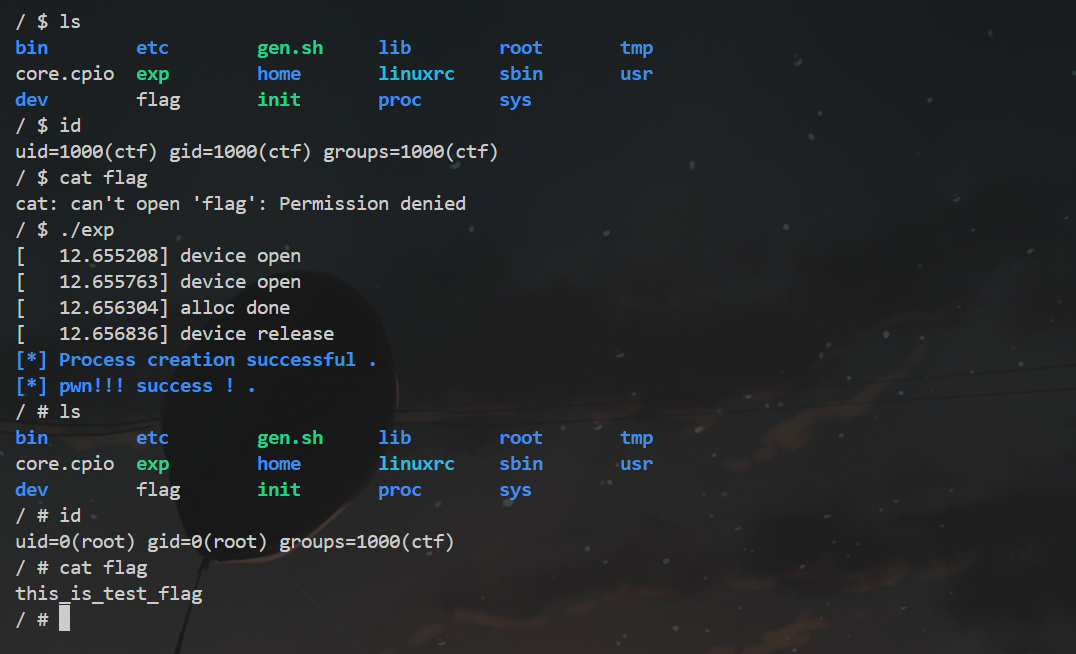 / $ ls
bin etc gen.sh lib root tmp
core.cpio exp home linuxrc sbin usr
dev flag init proc sys
/ $ id
uid=1000(ctf) gid=1000(ctf) groups=1000(ctf)
/ $ cat flag
cat: can't open 'flag': Permission denied
/ $ ./exp
[   12.655208] device open
[   12.655763] device open
[   12.656304] alloc done
[   12.656836] device release
[*] Process creation successful .
[*] pwn!!! success ! .
/ # ls
bin etc gen.sh lib root tmp
core.cpio exp home linuxrc sbin usr
dev flag init proc sys
/ # id
uid=0(root) gid=0(root) groups=1000(ctf)
/ # cat flag
this_is_test_flag
/ #